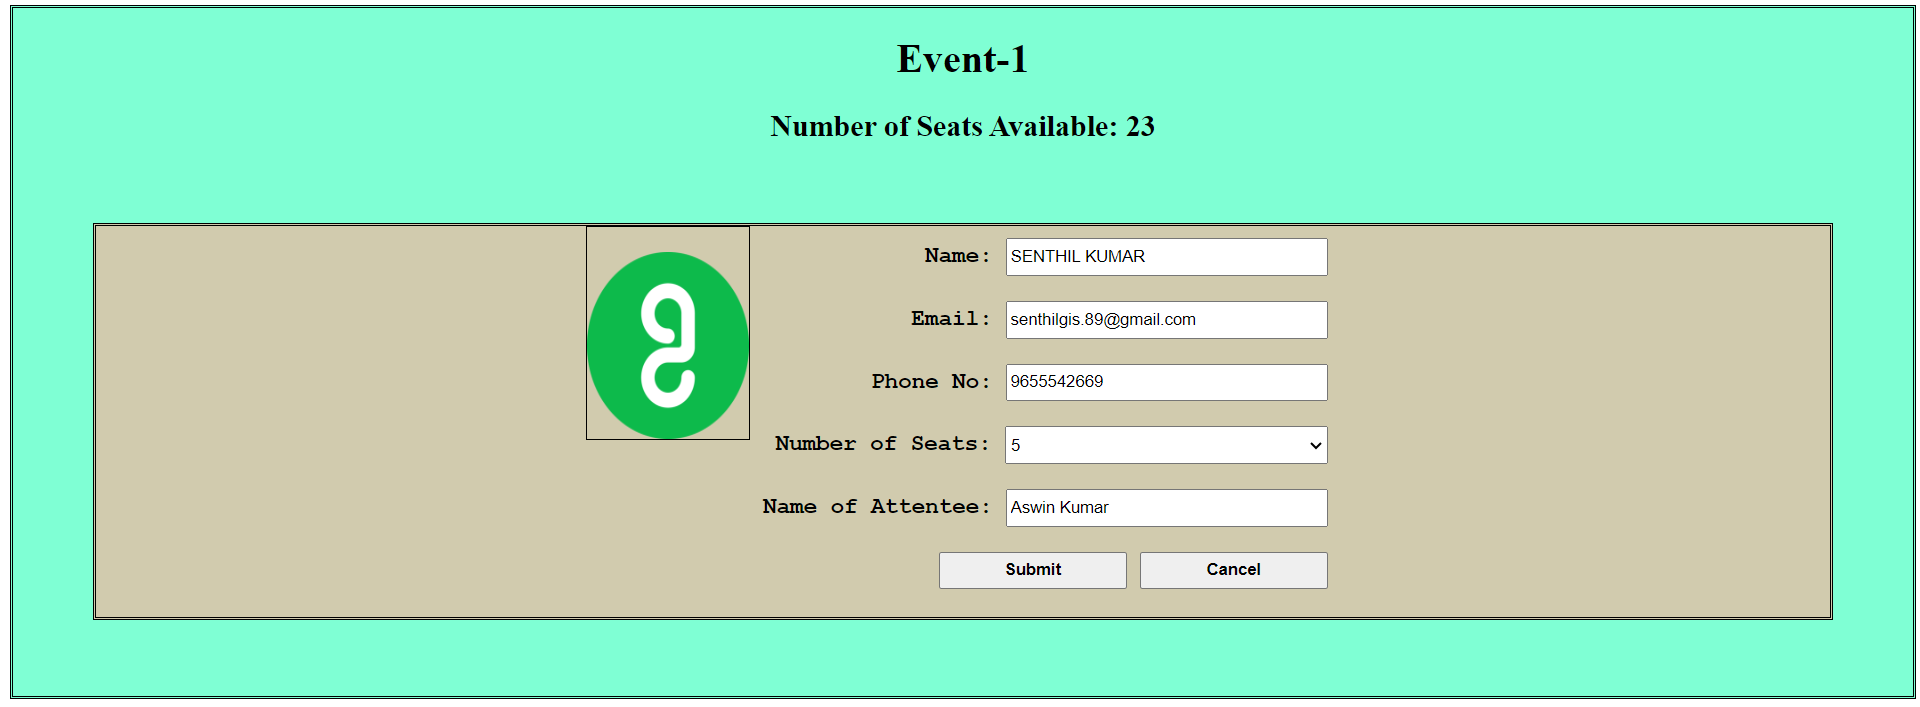 Event-1
Number of Seats Available: 23
Name: SENTHIL KUMAR
Email: senthilgis.89@gmail.com
Phone No: 9655542669
Number of Seats: 5
Name of Attentee: Aswin Kumar
Submit Cancel